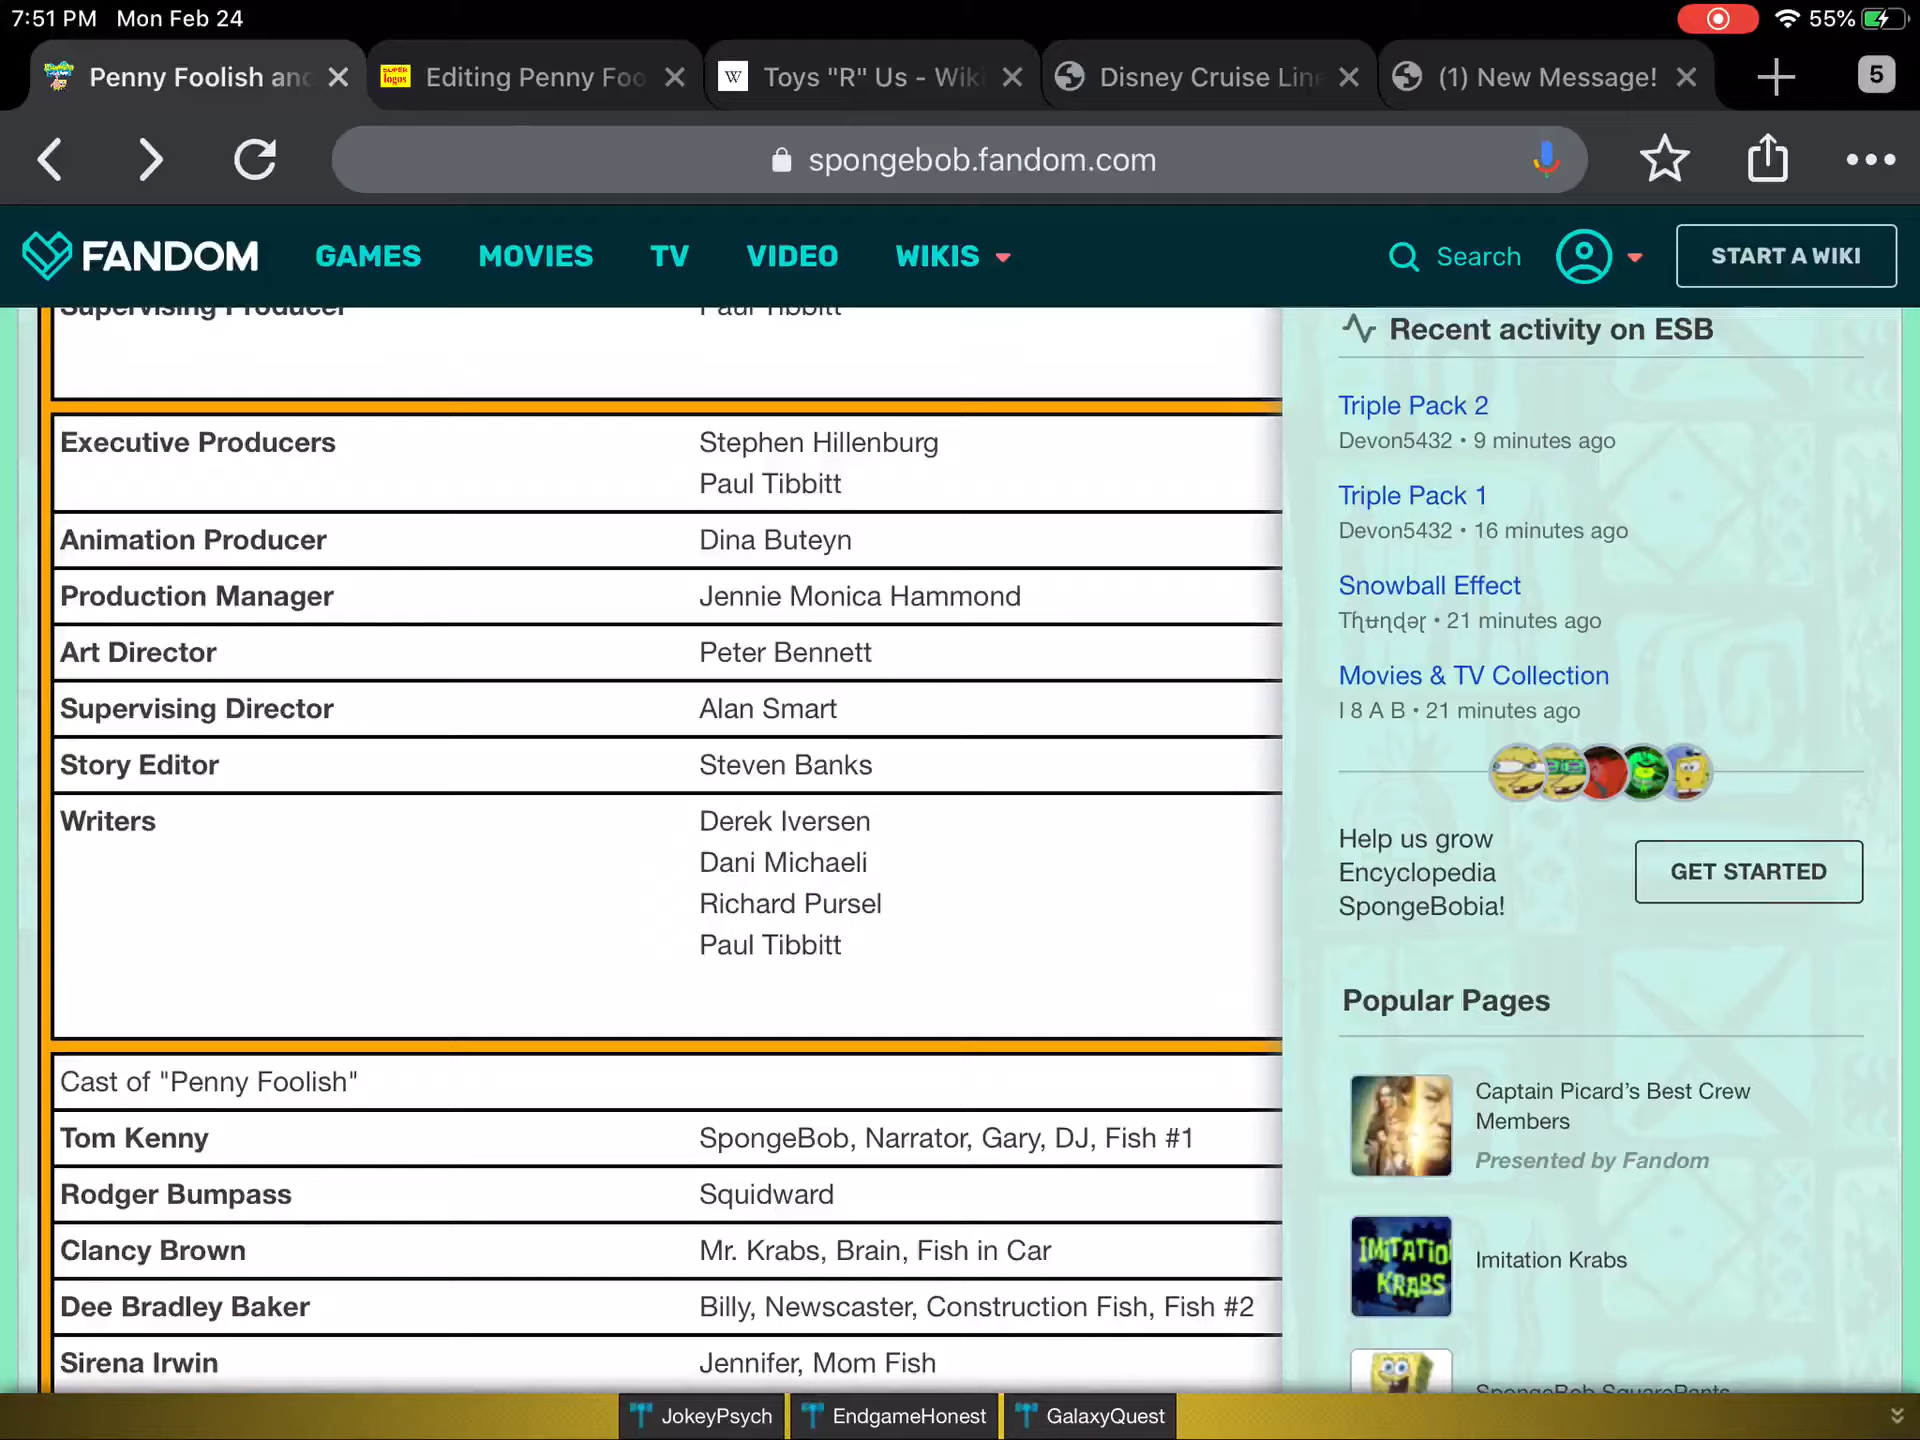 7:51 PM Mon Feb 24
55%
Penny Foolish and
Editing Penny Foo
W Toys "R" Us - Wiki
Disney Cruise Line
(1) New Message!
5
spongebob.fandom.com
FANDOM GAMES MOVIES TV VIDEO WIKIS
Search
START A WIKI
Supervising Producer Paul Tibbitt
Executive Producers Stephen Hillenburg
Paul Tibbitt
Animation Producer Dina Buteyn
Production Manager Jennie Monica Hammond
Art Director Peter Bennett
Supervising Director Alan Smart
Story Editor Steven Banks
Writers Derek Iversen
Dani Michaeli
Richard Pursel
Paul Tibbitt
Cast of "Penny Foolish"
Tom Kenny SpongeBob, Narrator, Gary, DJ, Fish #1
Rodger Bumpass Squidward
Clancy Brown Mr. Krabs, Brain, Fish in Car
Dee Bradley Baker Billy, Newscaster, Construction Fish, Fish #2
Sirena Irwin Jennifer, Mom Fish
Recent activity on ESB
Triple Pack 2
Devon5432 • 9 minutes ago
Triple Pack 1
Devon5432 • 16 minutes ago
Snowball Effect
• 21 minutes ago
Movies & TV Collection
I 8 A B • 21 minutes ago
Help us grow
Encyclopedia
SpongeBobia!
GET STARTED
Popular Pages
Captain Picard's Best Crew
Members
Presented by Fandom
IMITATIO
KRABS
Imitation Krabs
SpongeBob SquarePants
JokeyPsych
EndgameHonest
GalaxyQuest